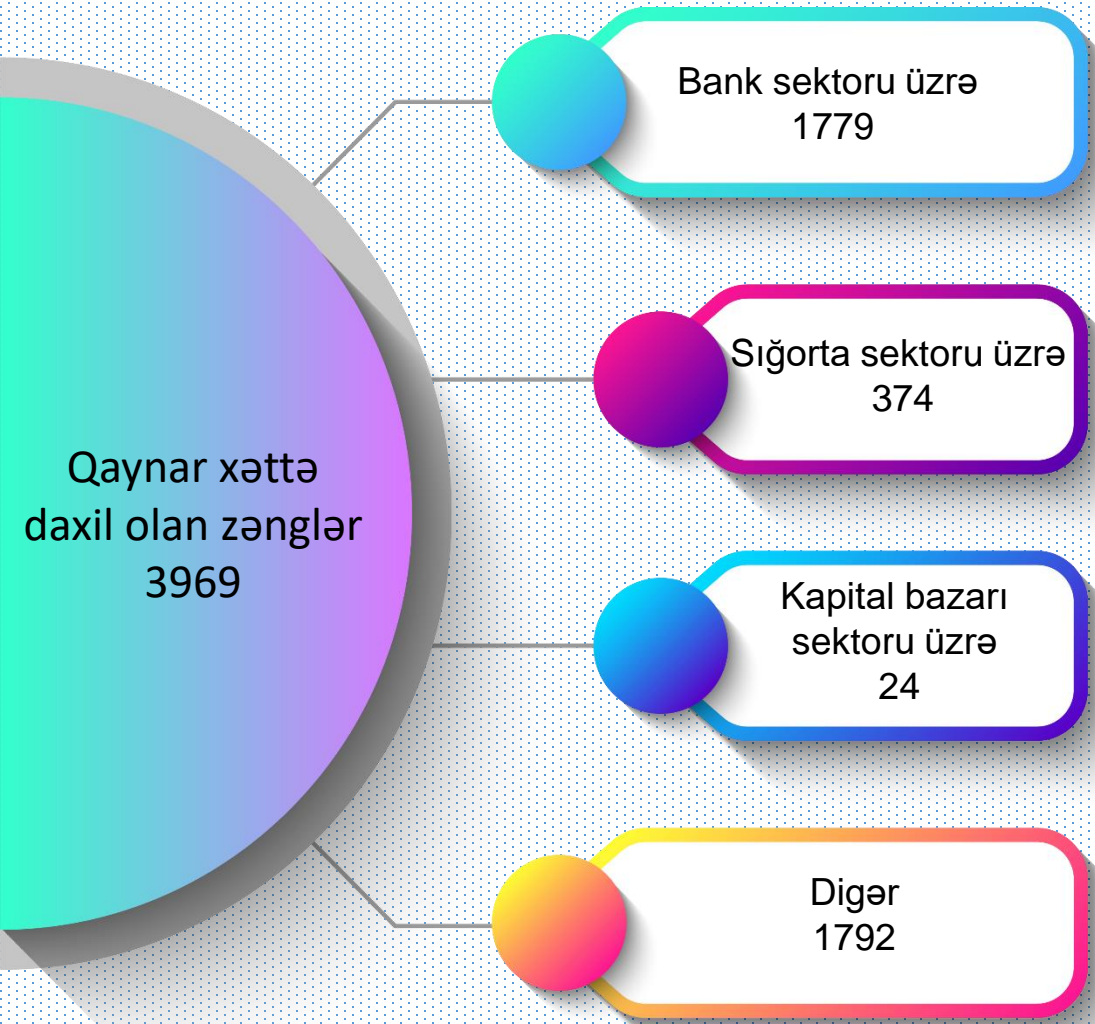 Qaynar xəttə
daxil olan zənglər
3969
Bank sektoru üzrə
1779
Sığorta sektoru üzrə
374
Kapital bazarı
sektoru üzrə
24
Digər
1792